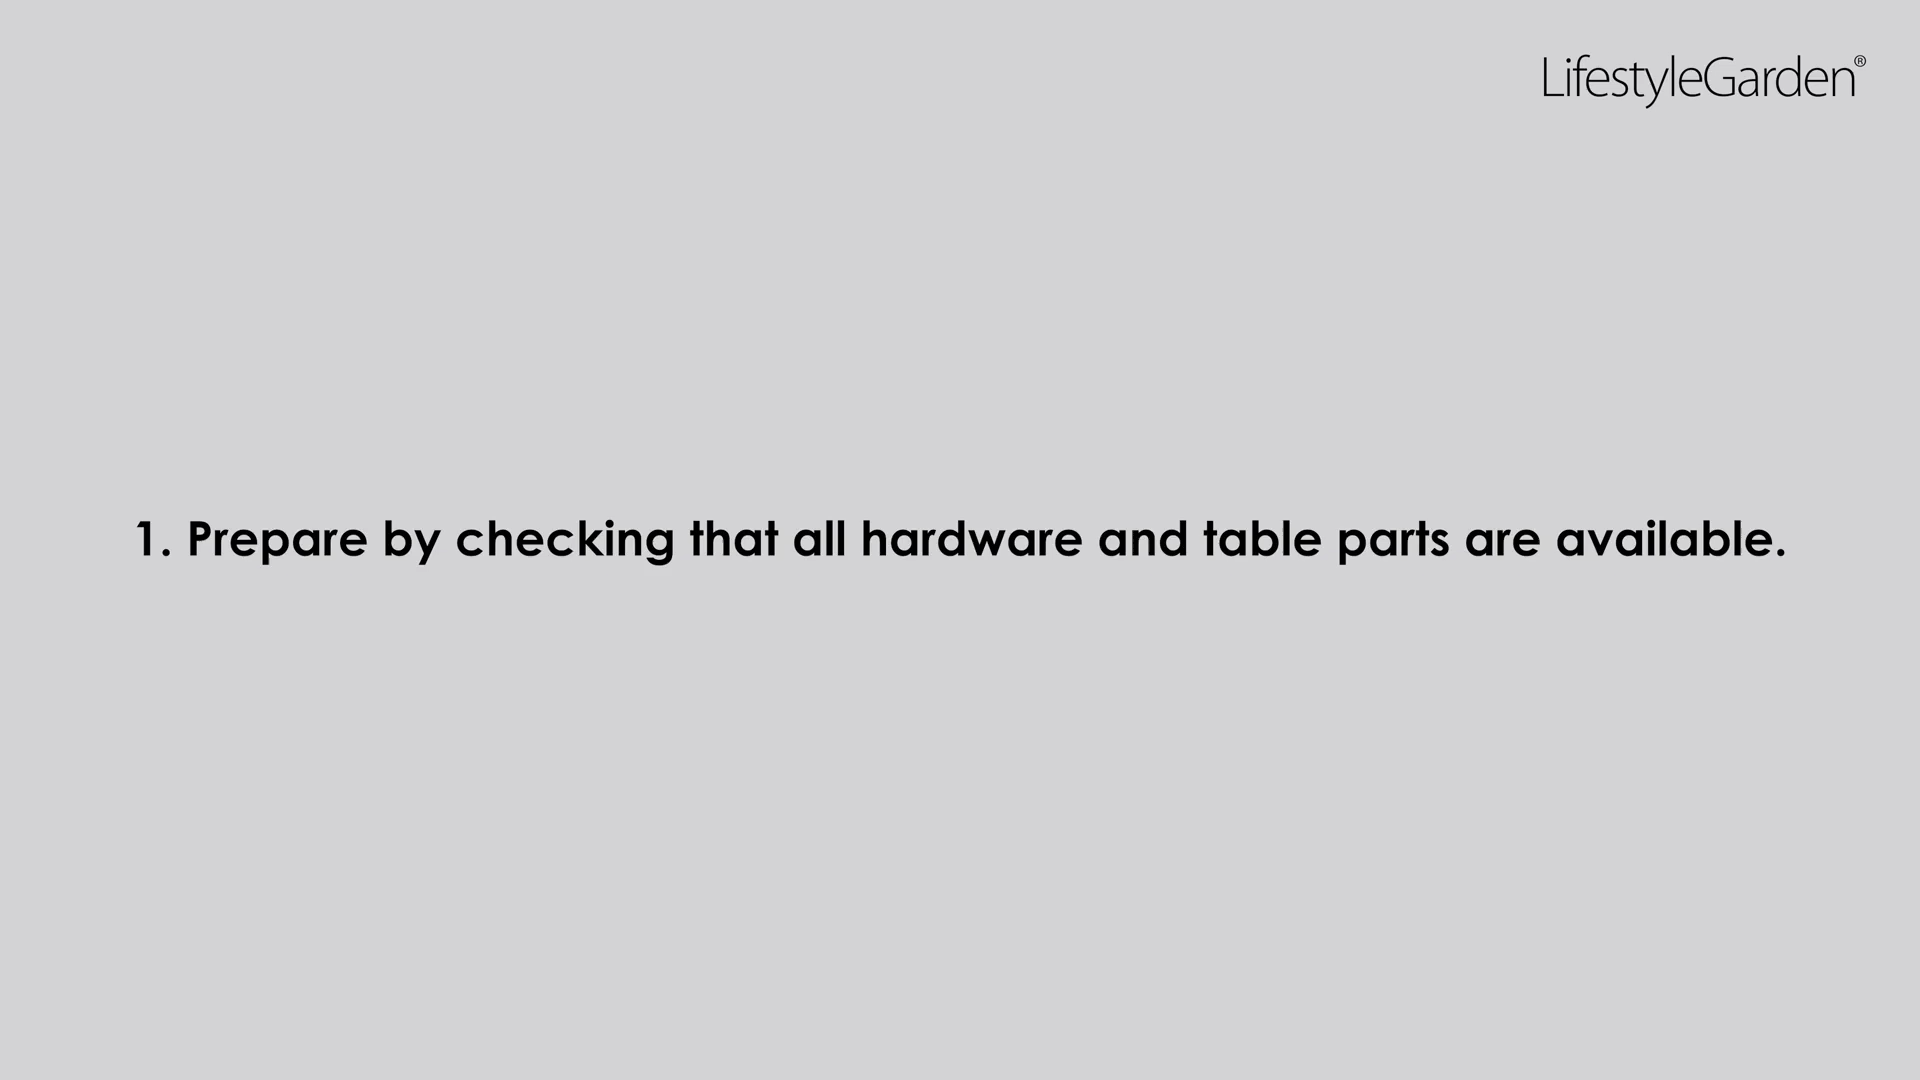 LifestyleGarden®
1. Prepare by checking that all hardware and table parts are available.